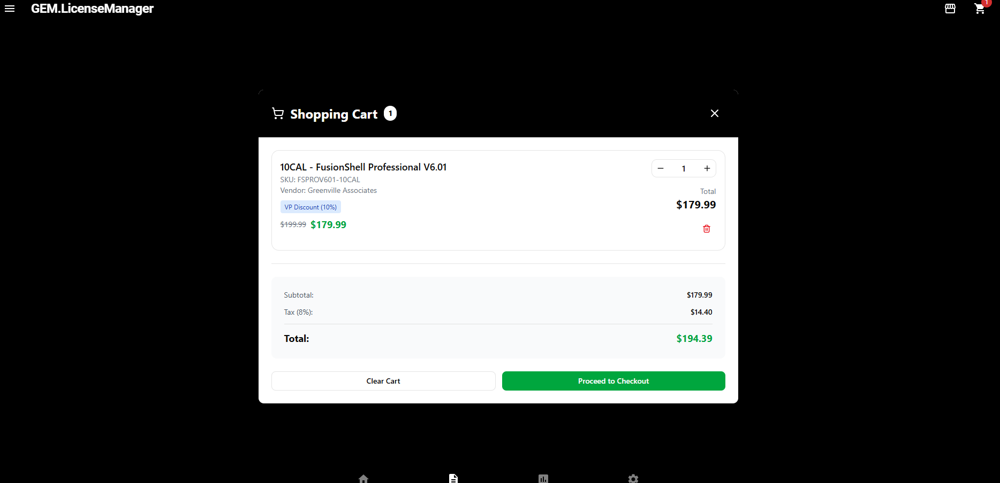 GEM.LicenseManager
1
Shopping Cart 1
10CAL - FusionShell Professional V6.01
1
SKU: FSPROV601-10CAL
Vendor: Greenville Associates
Total
VP Discount (10%)
$179.99
$199.99 $179.99
Subtotal: $179.99
Tax (8%): $14.40
Total: $194.39
Clear Cart
Proceed to Checkout